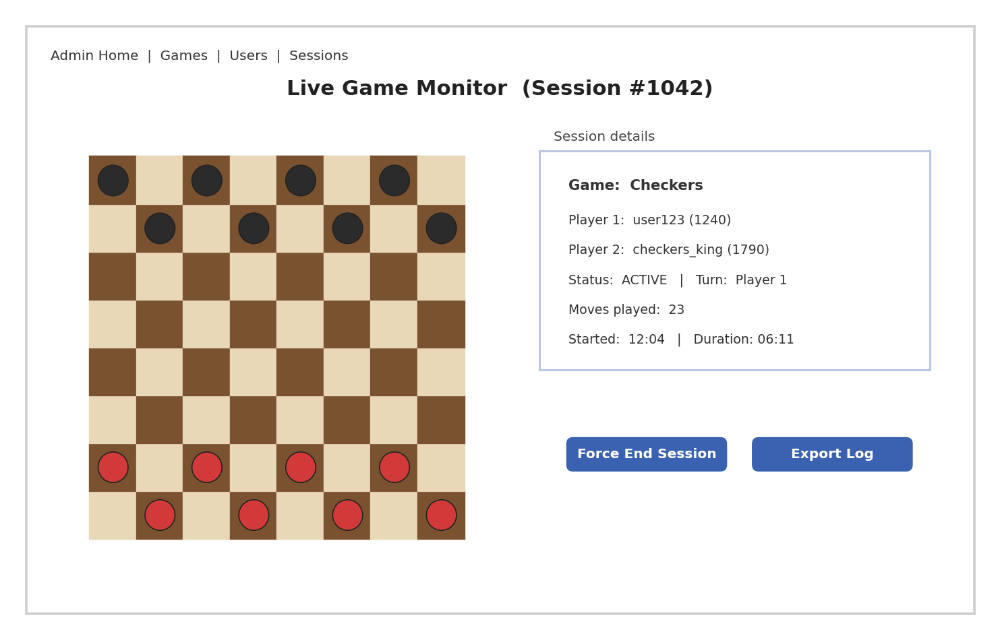 Admin Home | Games | Users | Sessions
Live Game Monitor (Session #1042)
Session details
Game: Checkers
Player 1: user123 (1240)
Player 2: checkers_king (1790)
Status: ACTIVE | Turn: Player 1
Moves played: 23
Started: 12:04 | Duration: 06:11
Force End Session
Export Log